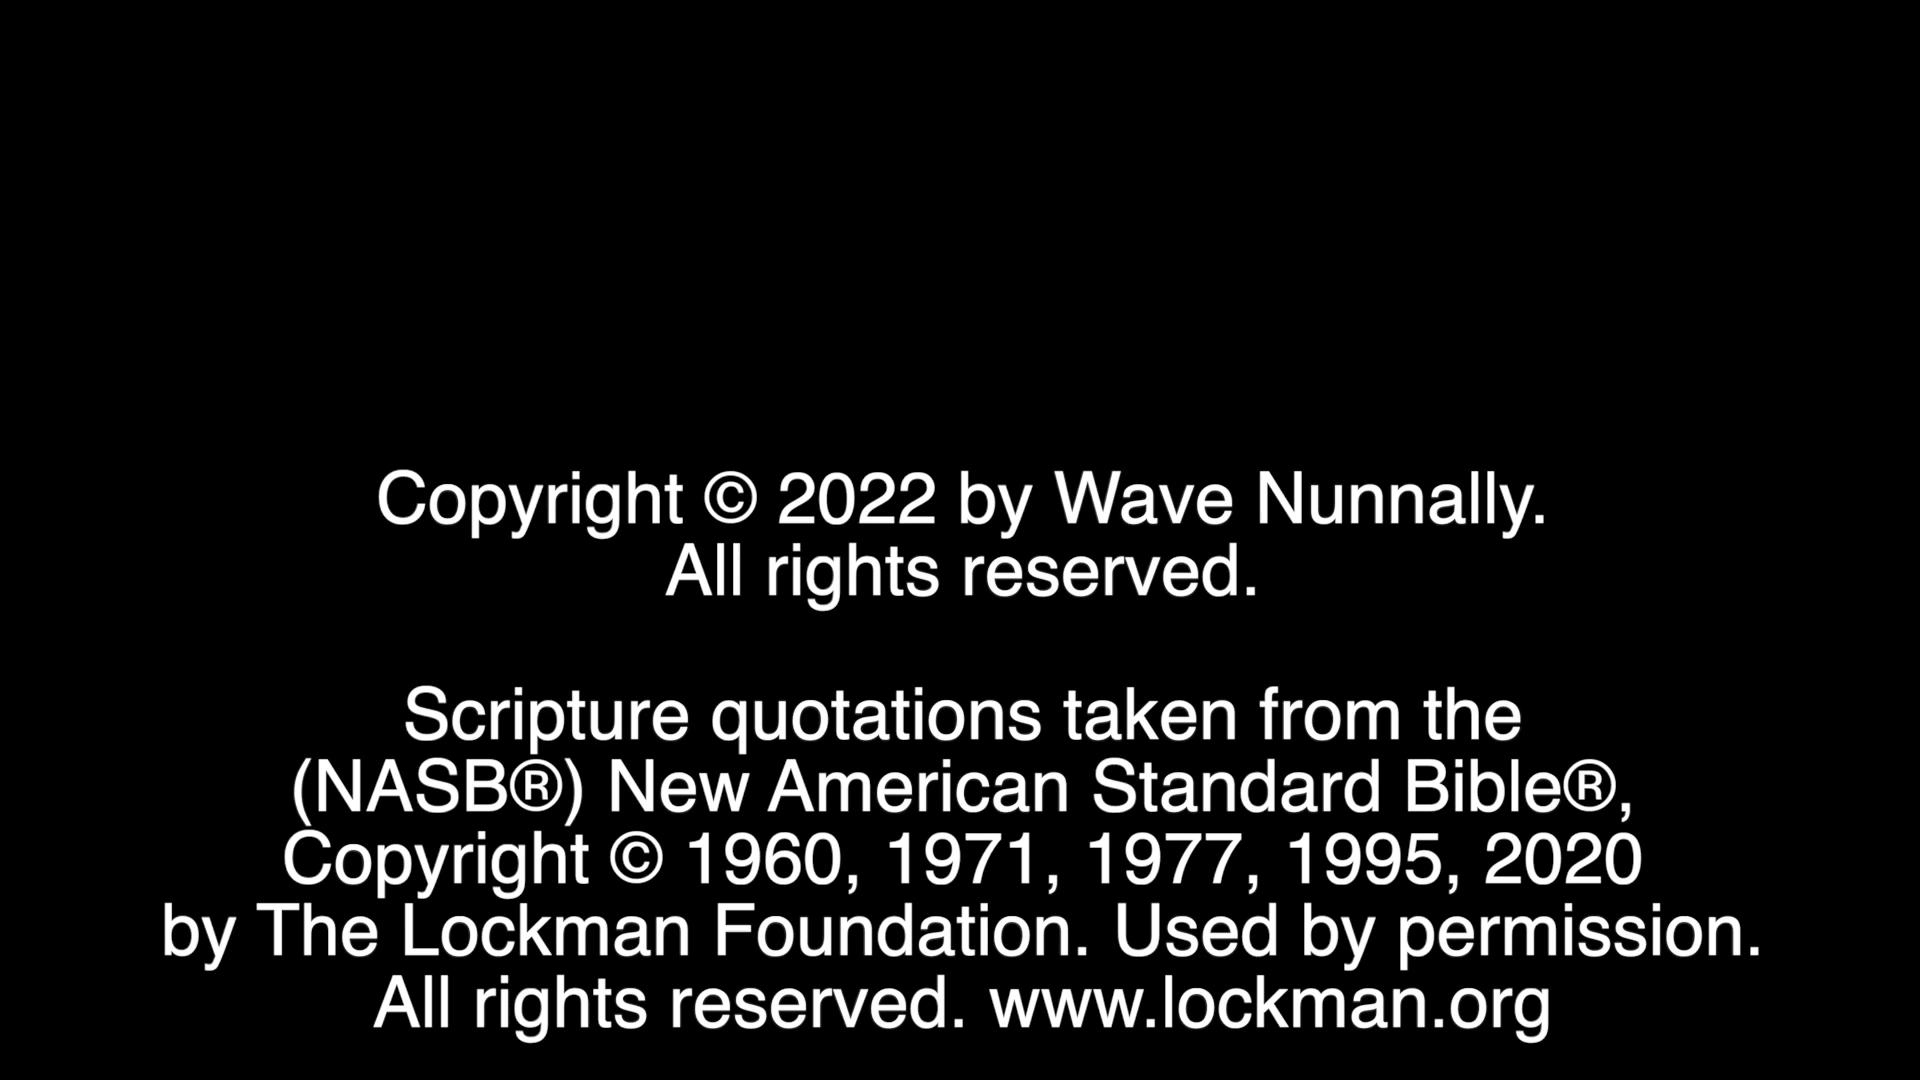 Copyright © 2022 by Wave Nunnally.
All rights reserved.
Scripture quotations taken from the
(NASB®) New American Standard Bible®,
Copyright © 1960, 1971, 1977, 1995, 2020
by The Lockman Foundation. Used by permission.
All rights reserved. www.lockman.org